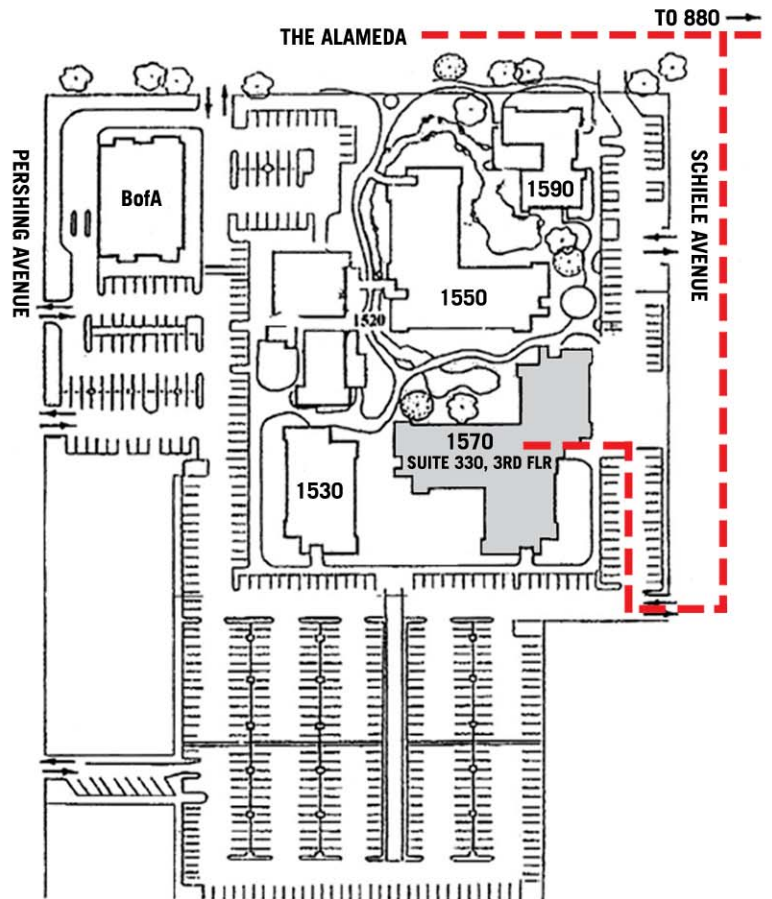 TO 880
THE ALAMEDA
PERSHING AVENUE
BofA
1590
SCHIELE AVENUE
1550
1520
1570
SUITE 330, 3RD FLR
1530